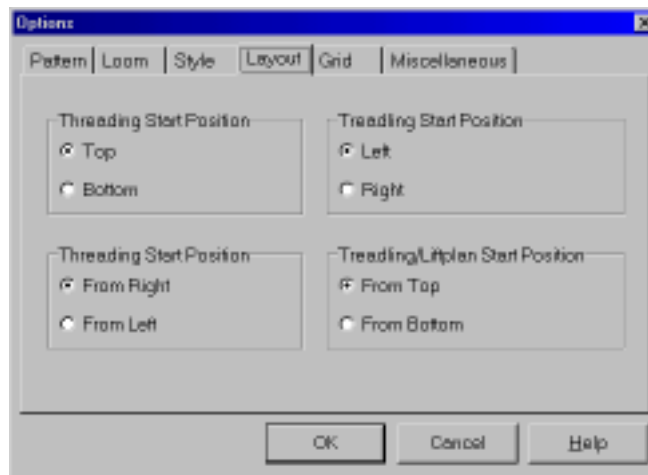 Options
Pattern Loom Style Layout Grid Miscellaneous
Threading Start Position
Top
Bottom
Treadling Start Position
Left
Right
Threading Start Position
From Right
From Left
Treadling/Liftplan Start Position
From Top
From Bottom
OK Cancel Help